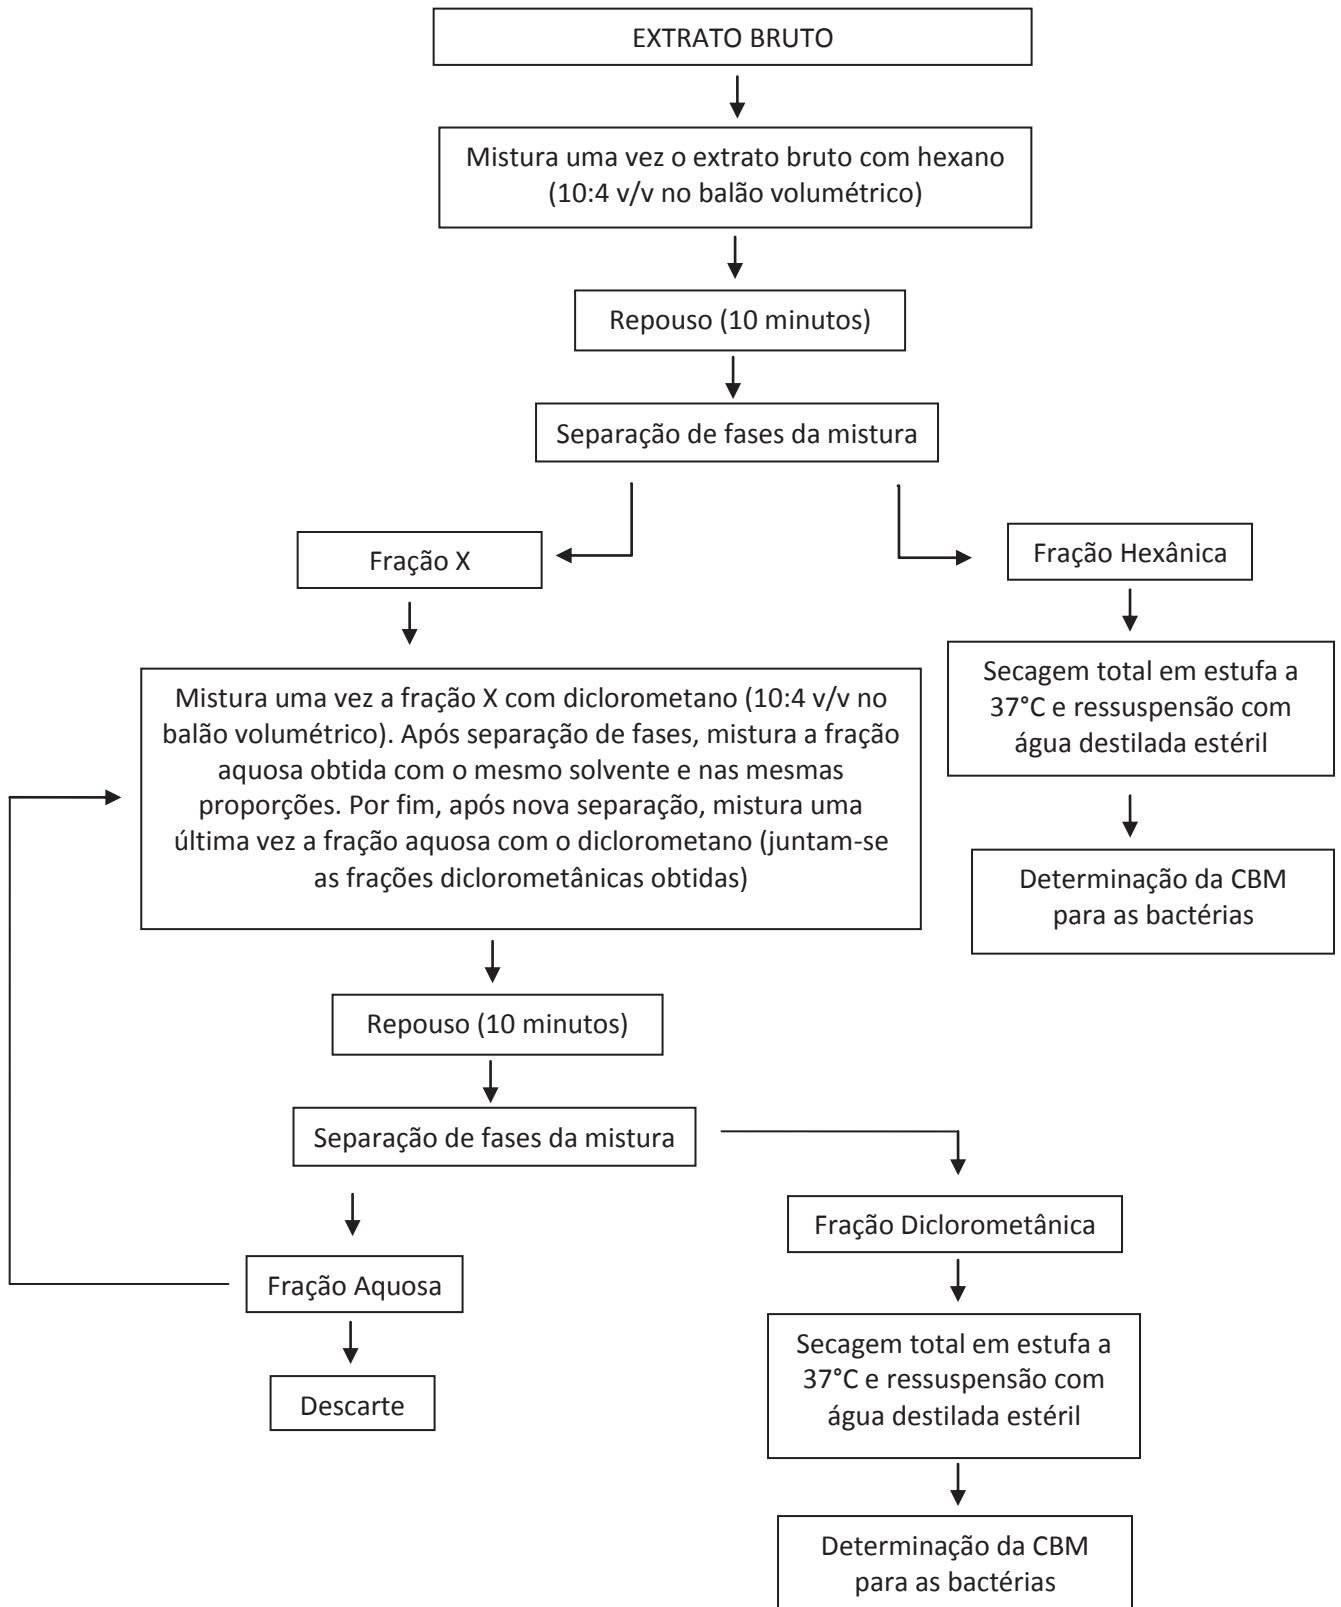 EXTRATO BRUTO
Mistura uma vez o extrato bruto com hexano
(10:4 v/v no balão volumétrico)
Repouso (10 minutos)
Separação de fases da mistura
Fração X
Fração Hexânica
Mistura uma vez a fração X com diclorometano (10:4 v/v no
balão volumétrico). Após separação de fases, mistura a fração
aquosa obtida com o mesmo solvente e nas mesmas
proporções. Por fim, após nova separação, mistura uma
última vez a fração aquosa com o diclorometano (juntam-se
as frações diclorometânicas obtidas)
Secagem total em estufa a
37°C e ressuspensão com
água destilada estéril
Determinação da CBM
para as bactérias
Repouso (10 minutos)
Separação de fases da mistura
Fração Aquosa
Descarte
Fração Diclorometânica
Secagem total em estufa a
37°C e ressuspensão com
água destilada estéril
Determinação da CBM
para as bactérias